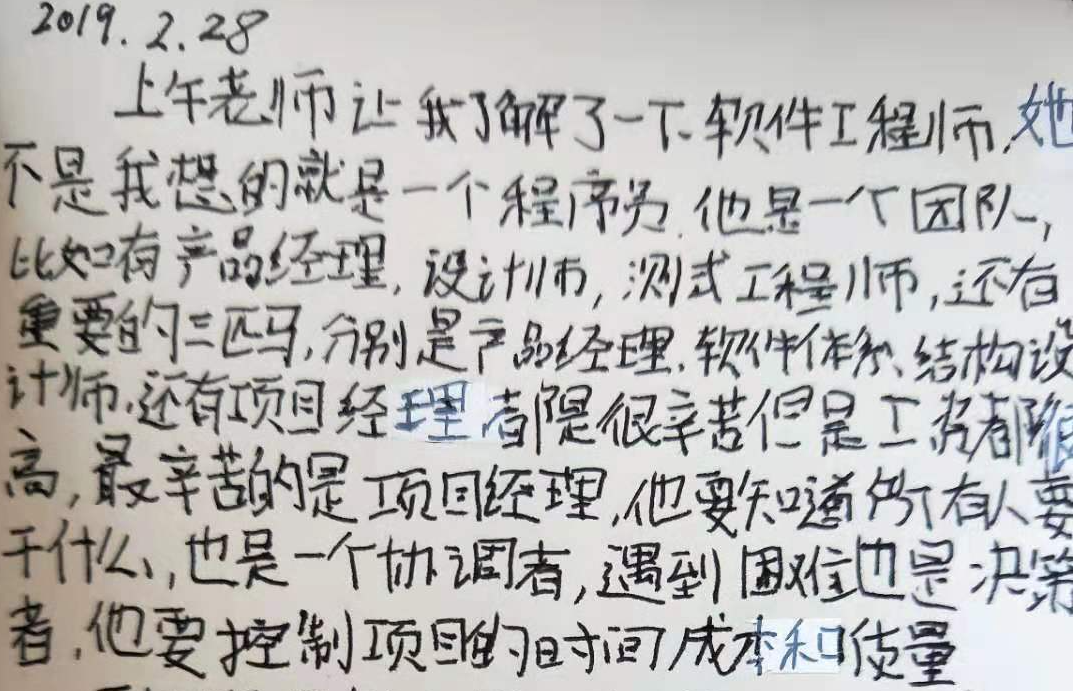 2019.2.28
上午老师让我了解了一下软件工程师,她
不是我想的就是一个程序员.他是一个团队,
比如有产品经理,设计师,测式工程师,还有
重要的三匹马,分别是产品经理.软件体系、结构设
计师.还有项目经理都是很辛苦但是工资都很
高,最辛苦的是项目经理,他要知道所有人要
干什么,也是一个协调者,遇到困难也是决策
者,他要控制项目的时间成本和质量